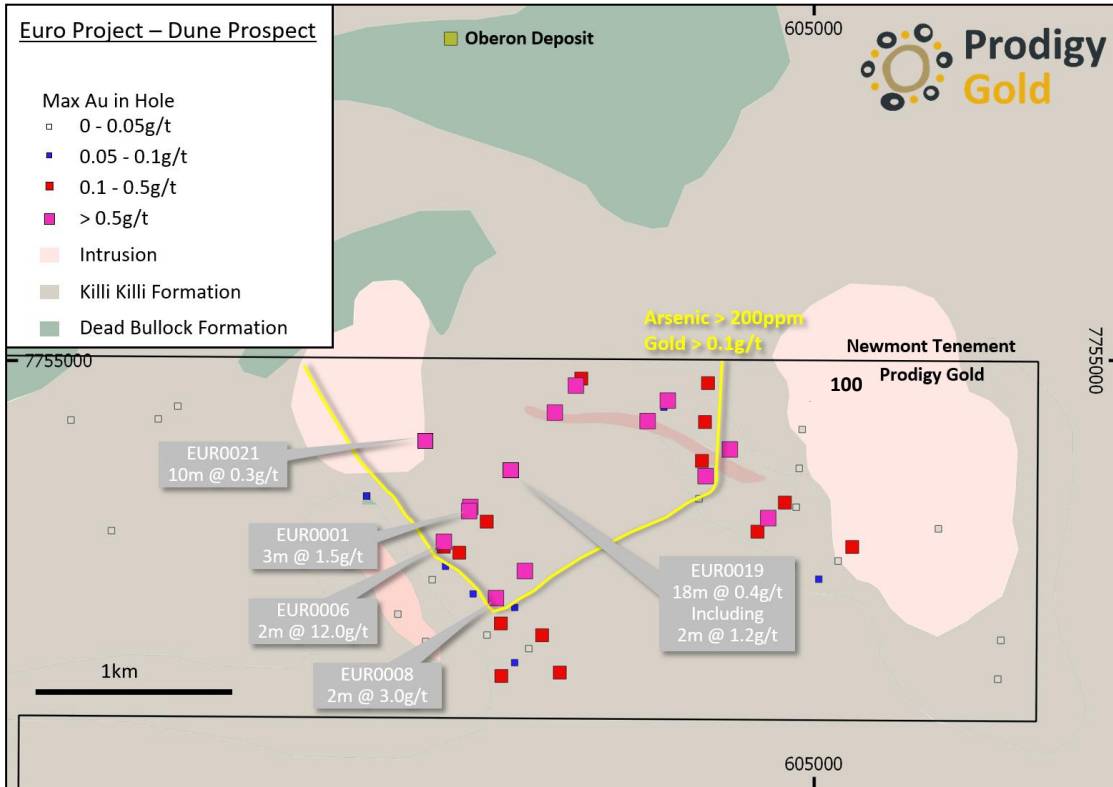 Euro Project – Dune Prospect
Max Au in Hole
0 - 0.05g/t
0.05 - 0.1g/t
0.1 - 0.5g/t
> 0.5g/t
Intrusion
Killi Killi Formation
Dead Bullock Formation
Oberon Deposit
605000
Prodigy
Gold
7755000
Arsenic > 200ppm
Gold > 0.1g/t
Newmont Tenement
Prodigy Gold
100
7755000
EUR0021
10m @ 0.3g/t
EUR0001
3m @ 1.5g/t
EUR0006
2m @ 12.0g/t
EUR0008
2m @ 3.0g/t
EUR0019
18m @ 0.4g/t
Including
2m @ 1.2g/t
1km
605000